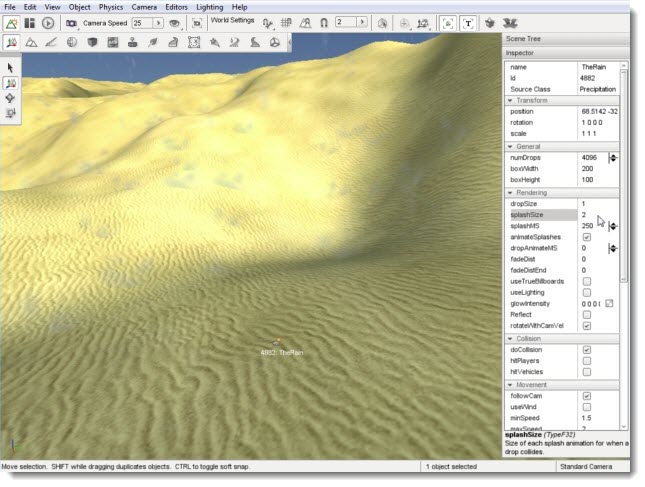 File Edit View Object Physics Camera Editors Lighting Help
Camera Speed 25 World Settings 2
Scene Tree
Inspector
name TheRain
Id 4882
Source Class Precipitation
Transform
position 68.5142 -32
rotation 1 0 0 0
scale 1 1 1
General
numDrops 4096
boxWidth 200
boxHeight 100
Rendering
dropSize 1
splashSize 2
splashMS 250
animateSplashes
dropAnimateMS 0
fadeDist 0
fadeDistEnd 0
useTrueBillboards
useLighting
glowIntensity 0 0 0
Reflect
rotateWithCamVel
Collision
doCollision
hitPlayers
hitVehicles
Movement
followCam
useWind
minSpeed 1.5
maxSpeed 2
4882: TheRain
splashSize (TypeF32)
Size of each splash animation for when a
drop collides.
Move selection. SHIFT while dragging duplicates objects. CTRL to toggle soft snap. 1 object selected Standard Camera